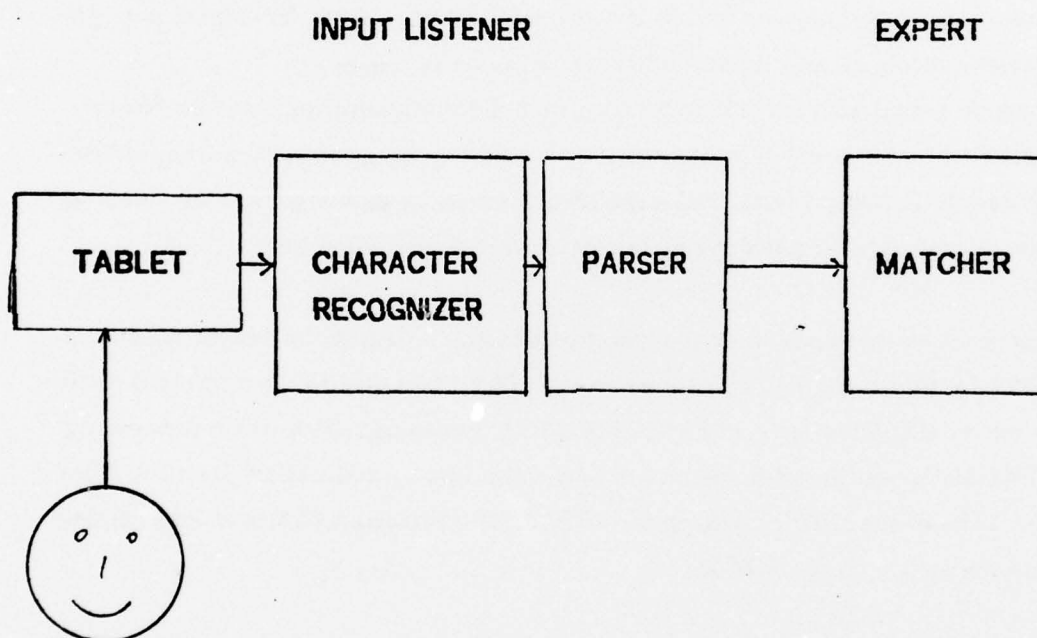 INPUT LISTENER
EXPERT
TABLET
CHARACTER
RECOGNIZER
PARSER
MATCHER